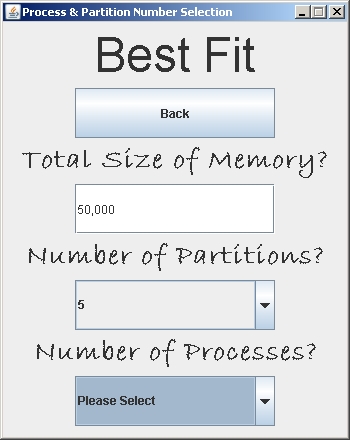 Process & Partition Number Selection
Best Fit
Back
Total Size of Memory?
50,000
Number of Partitions?
5
Number of Processes?
Please Select